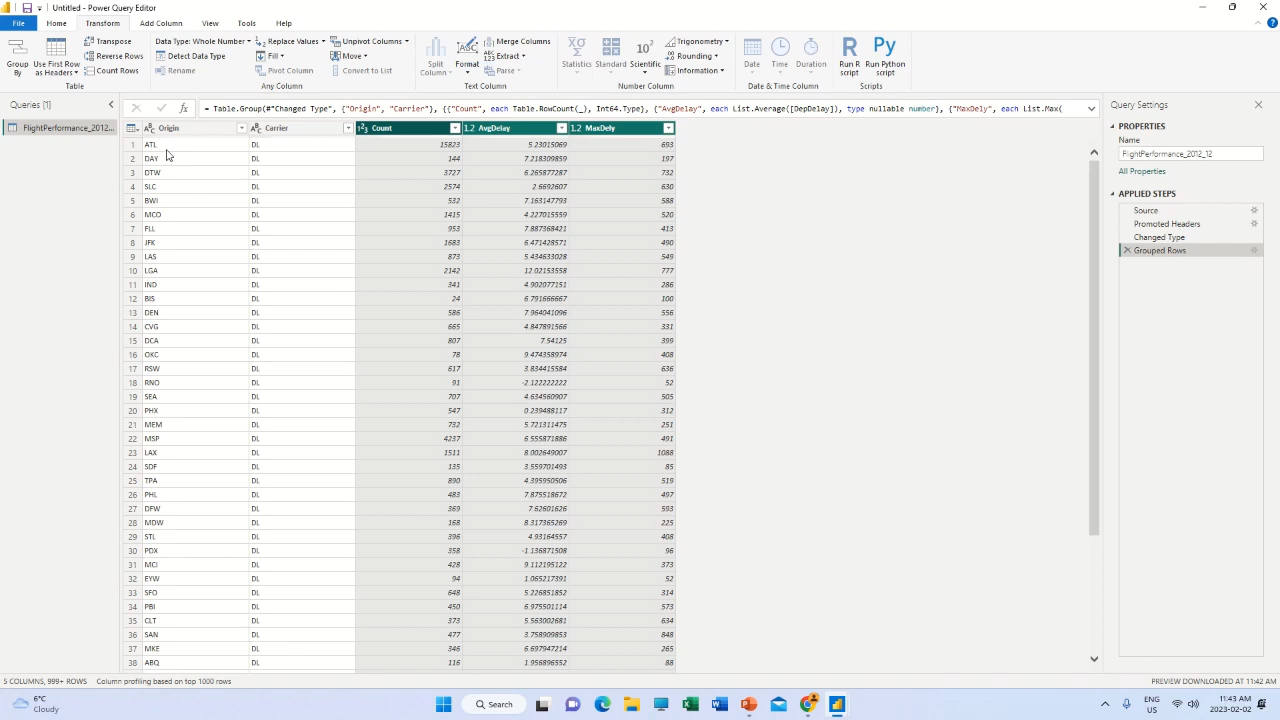 Untitled - Power Query Editor
File Home Transform Add Column View Tools Help
Group By
Use First Row as Headers
Transpose
Reverse Rows
Count Rows
Table
Data Type: Whole Number
Detect Data Type
Rename
Replace Values
Fill
Pivot Column
Unpivot Columns
Move
Convert to List
Any Column
Split Column
Format
Merge Columns
Extract
Parse
Text Column
Statistics
Standard
Scientific
Trigonometry
Rounding
Information
Number Column
Date
Time
Duration
Date & Time Column
Run R script
Run Python script
Scripts
Queries [1]
FlightPerformance_2012...
= Table.Group(#"Changed Type", {"Origin", "Carrier"}, {{"Count", each Table.RowCount(_), Int64.Type}, {"AvgDelay", each List.Average([DepDelay]), type nullable number}, {"MaxDely", each List.Max(
Origin Carrier Count AvgDelay MaxDely
1 ATL DL 15823 5.23015069 693
2 DAY DL 144 7.218309859 197
3 DTW DL 3727 6.265877287 732
4 SLC DL 2574 2.6692607 630
5 BWI DL 532 7.163147793 588
6 MCO DL 1415 4.227015559 520
7 FLL DL 953 7.887368421 413
8 JFK DL 1683 6.471428571 490
9 LAS DL 873 5.434633028 549
10 LGA DL 2142 12.02153558 777
11 IND DL 341 4.902077151 286
12 BIS DL 24 6.791666667 100
13 DEN DL 586 7.964041096 556
14 CVG DL 665 4.847891566 331
15 DCA DL 807 7.54125 399
16 OKC DL 78 9.474358974 408
17 RSW DL 617 3.834415584 636
18 RNO DL 91 -2.122222222 52
19 SEA DL 707 4.634560907 505
20 PHX DL 547 0.239488117 312
21 MEM DL 732 5.721311475 251
22 MSP DL 4237 6.555871886 491
23 LAX DL 1511 8.002649007 1088
24 SDF DL 135 3.559701493 85
25 TPA DL 890 4.395950506 519
26 PHL DL 483 7.875518672 497
27 DFW DL 369 7.62601626 593
28 MDW DL 168 8.317365269 225
29 STL DL 396 4.93164557 408
30 PDX DL 358 -1.136871508 96
31 MCI DL 428 9.112195122 373
32 EYW DL 94 1.065217391 52
33 SFO DL 648 5.226851852 314
34 PBI DL 450 6.975501114 573
35 CLT DL 373 5.563002681 634
36 SAN DL 477 3.758909853 848
37 MKE DL 346 6.697947214 265
38 ABQ DL 116 1.956896552 88
Query Settings
PROPERTIES
Name
FlightPerformance_2012_12
All Properties
APPLIED STEPS
Source
Promoted Headers
Changed Type
Grouped Rows
5 COLUMNS, 999+ ROWS Column profiling based on top 1000 rows
PREVIEW DOWNLOADED AT 11:42 AM
6°C
Cloudy
Search
ENG
US
11:43 AM
2023-02-02